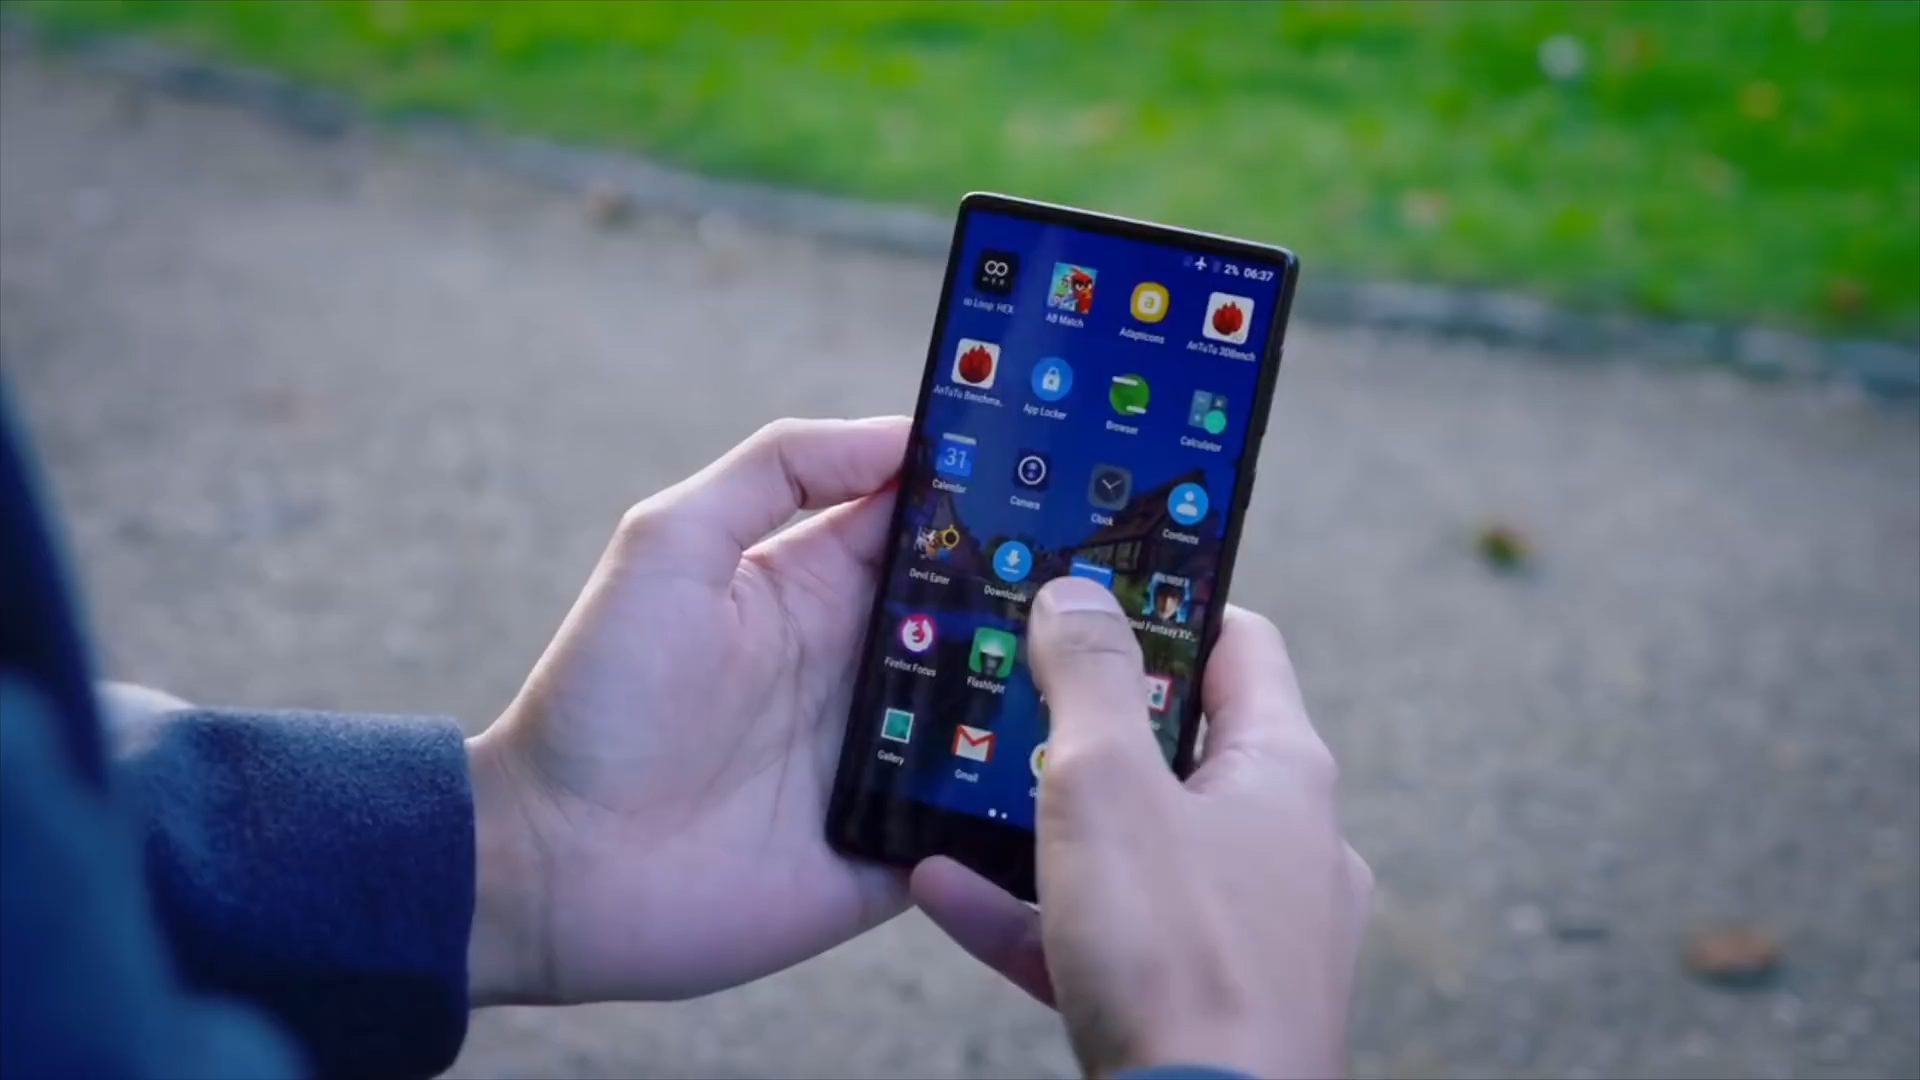 2% 06:37
∞
HEX
∞ Loop: HEX
AB Match
a
Adapticons
AnTuTu 3DBench
AnTuTu Benchma..
App Locker
Browser
Calculator
31
Calendar
Camera
Clock
Contacts
Devil Eater
Downloads
Final Fantasy XV:..
Firefox Focus
Flashlight
Gallery
Gmail